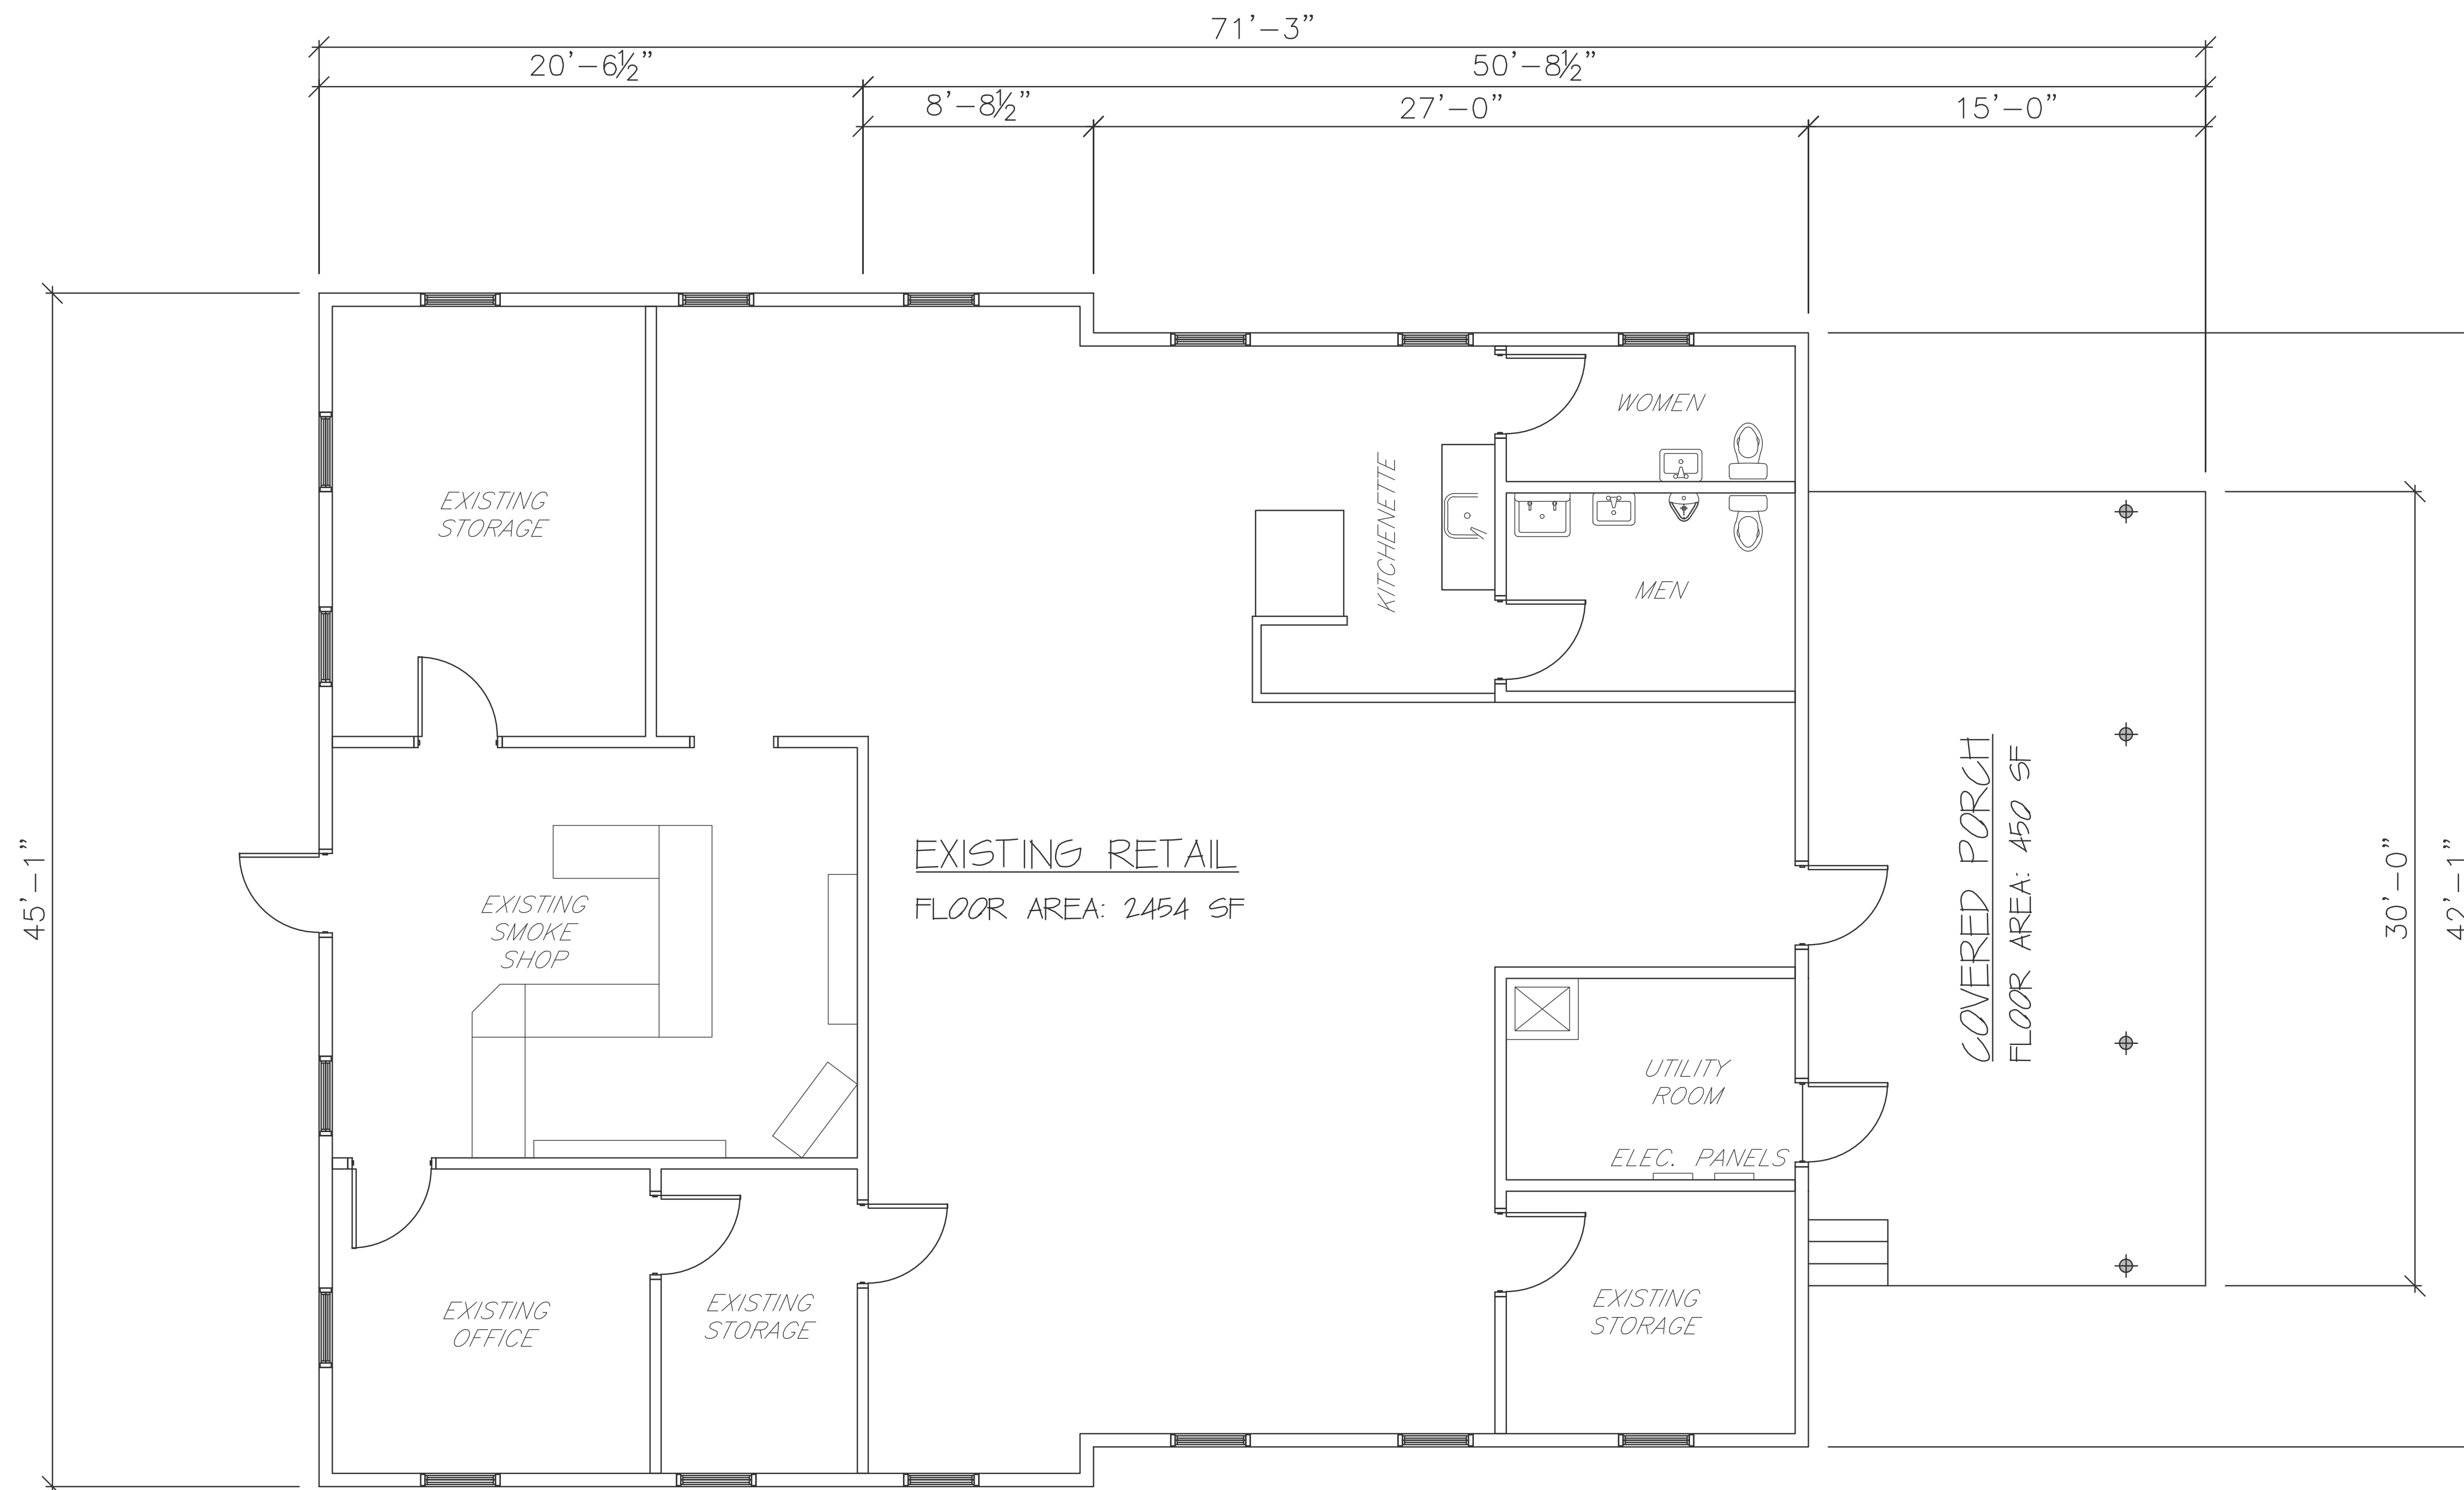 71'-3"
20'-6½"
50'-8½"
8'-8½"
27'-0"
15'-0"
WOMEN
KITCHENETTE
EXISTING
STORAGE
MEN
EXISTING RETAIL
FLOOR AREA: 2454 SF
EXISTING
SMOKE
SHOP
COVERED PORCH
FLOOR AREA: 450 SF
45'-1"
30'-0"
42'-1"
UTILITY
ROOM
ELEC. PANELS
EXISTING
OFFICE
EXISTING
STORAGE
EXISTING
STORAGE